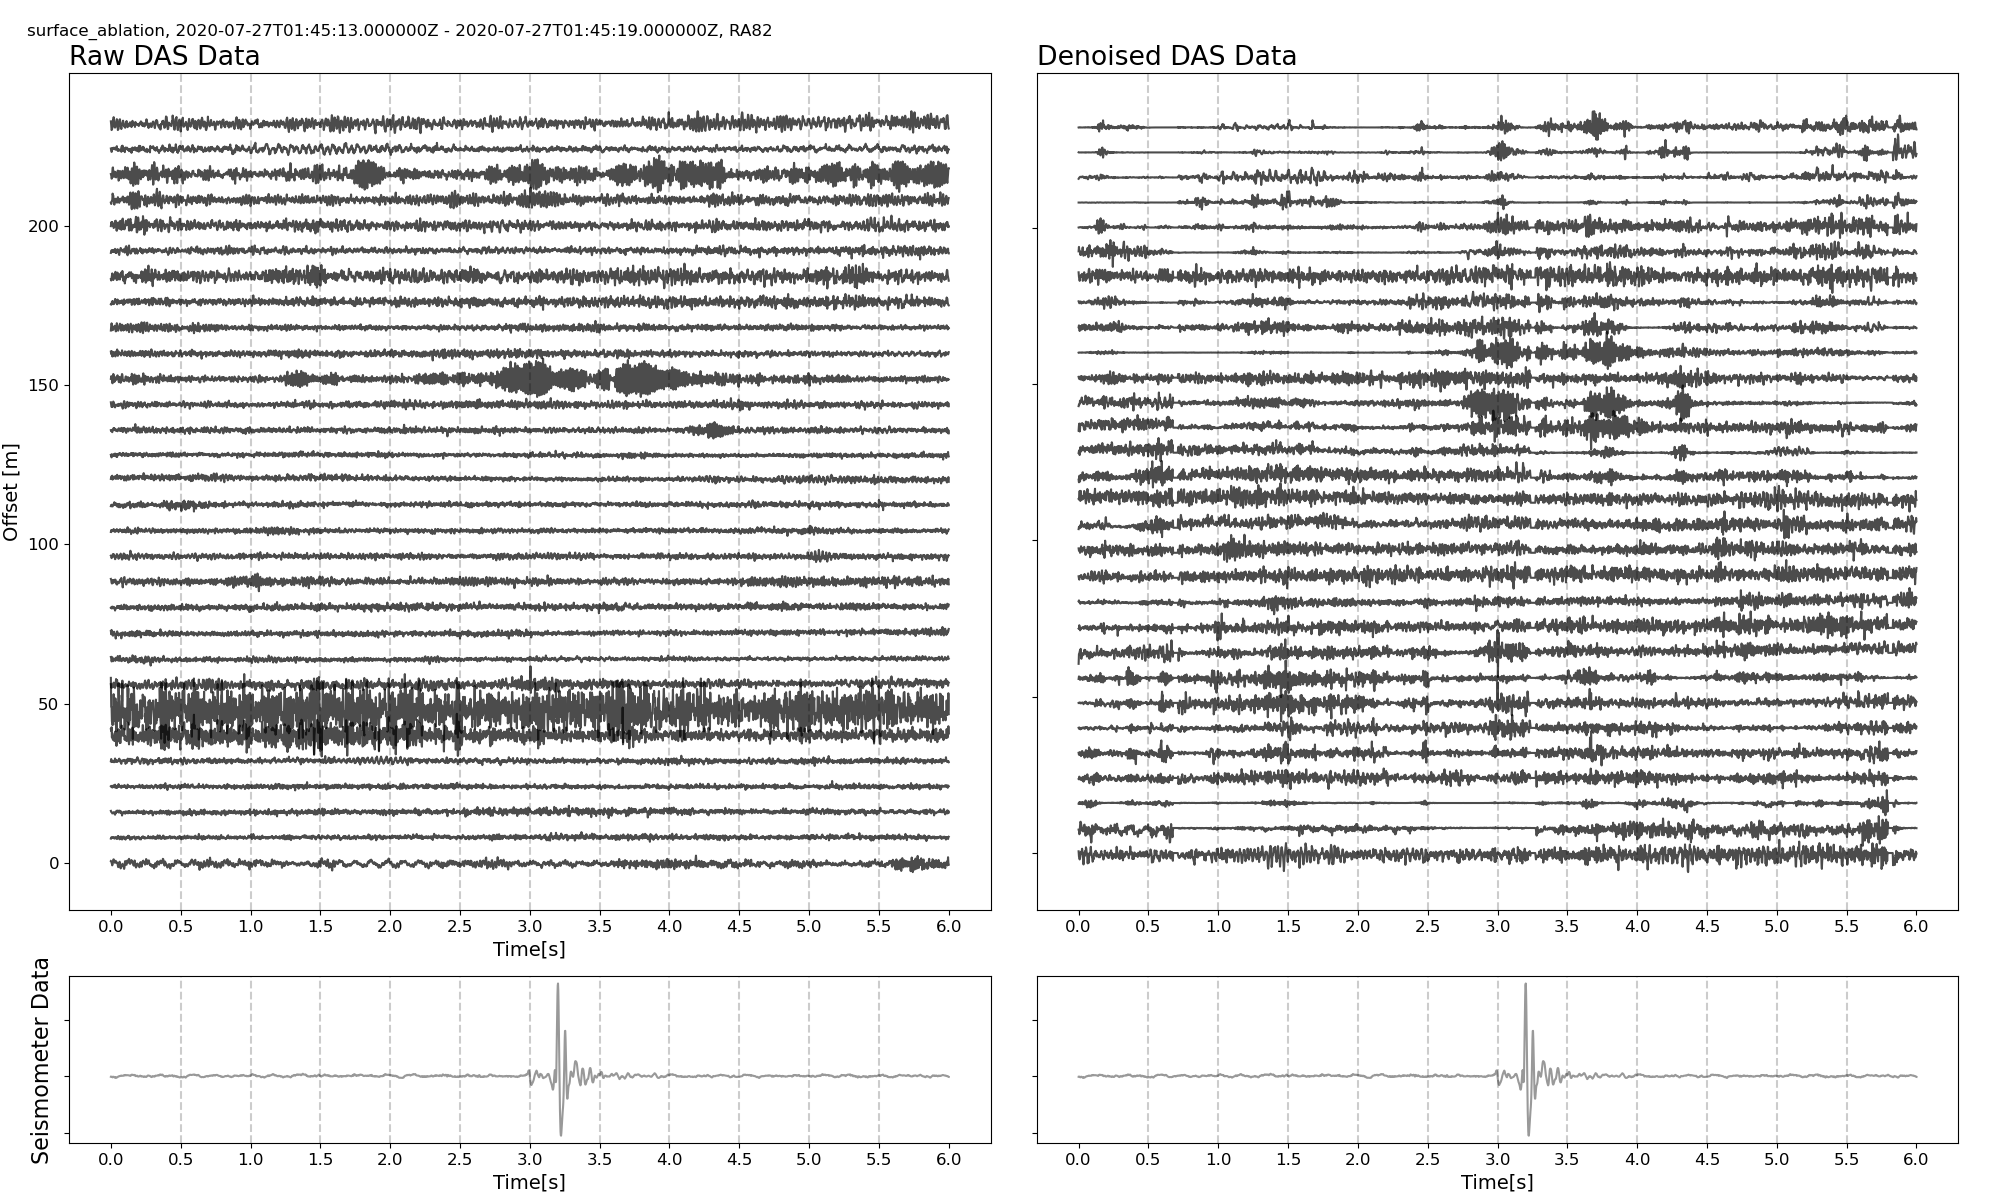 surface_ablation, 2020-07-27T01:45:13.000000Z - 2020-07-27T01:45:19.000000Z, RA82
Raw DAS Data
Denoised DAS Data
Offset [m]
200
150
100
50
0
0.0 0.5 1.0 1.5 2.0 2.5 3.0 3.5 4.0 4.5 5.0 5.5 6.0
Time[s]
0.0 0.5 1.0 1.5 2.0 2.5 3.0 3.5 4.0 4.5 5.0 5.5 6.0
Seismometer Data
0.0 0.5 1.0 1.5 2.0 2.5 3.0 3.5 4.0 4.5 5.0 5.5 6.0
Time[s]
0.0 0.5 1.0 1.5 2.0 2.5 3.0 3.5 4.0 4.5 5.0 5.5 6.0
Time[s]